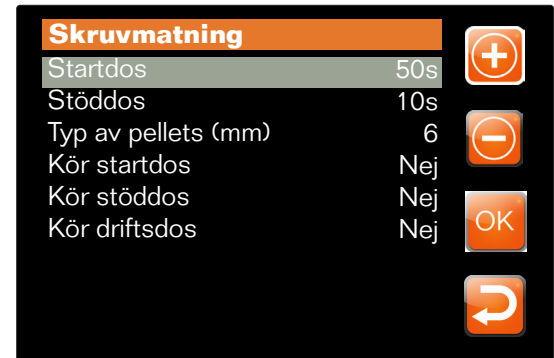 Skruvmatning
Startdos 50s
Stöddos 10s
Typ av pellets (mm) 6
Kör startdos Nej
Kör stöddos Nej
Kör driftsdos Nej
OK